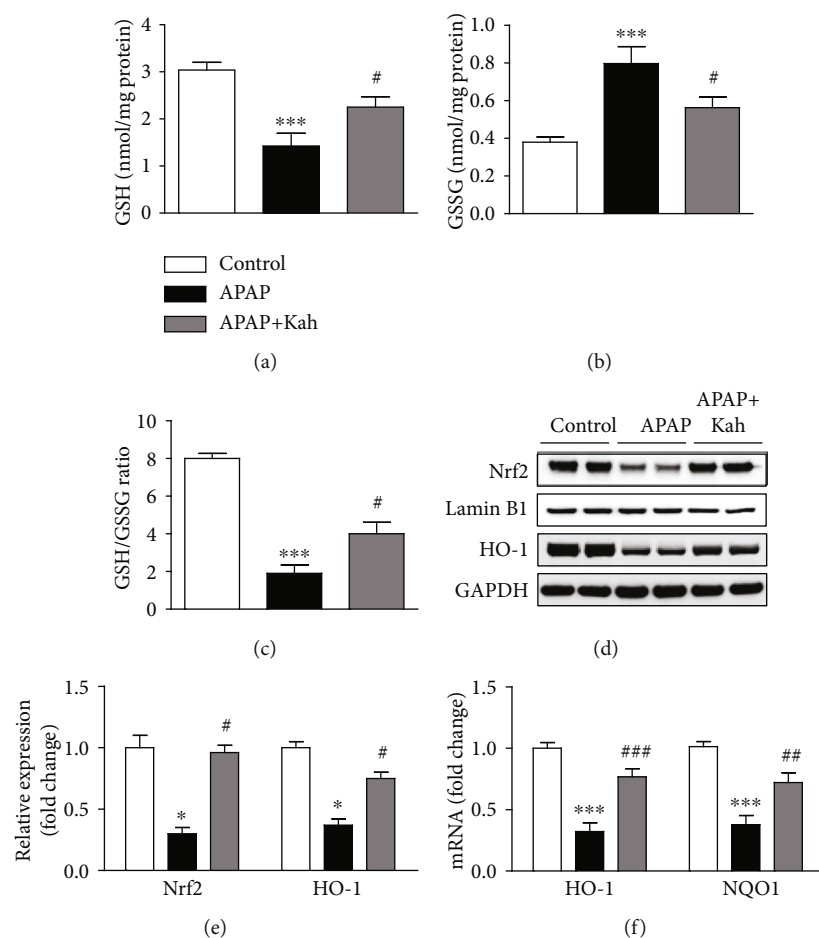 GSH (nmol/mg protein)
4
3
2
1
0
***
#
GSSG (nmol/mg protein)
1.0
0.8
0.6
0.4
0.2
0.0
***
#
Control
APAP
APAP+Kah
(a)
(b)
GSH/GSSG ratio
10
8
6
4
2
0
***
#
(c)
Control
APAP
APAP+
Kah
Nrf2
Lamin B1
HO-1
GAPDH
(d)
Relative expression
(fold change)
1.5
1.0
0.5
0.0
*
#
*
#
Nrf2
HO-1
(e)
mRNA (fold change)
1.5
1.0
0.5
0.0
***
###
***
##
HO-1
NQO1
(f)